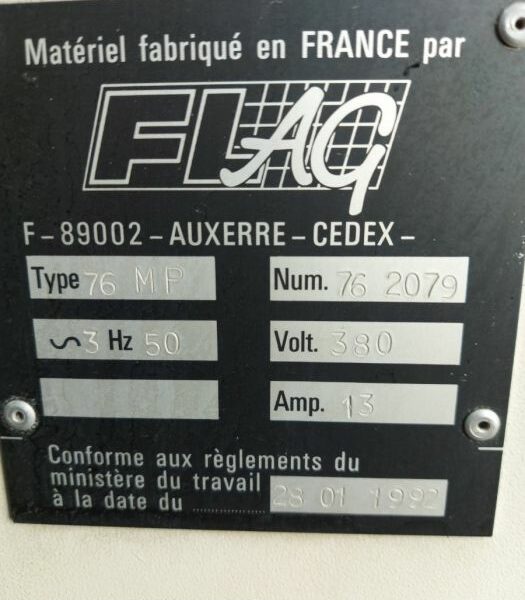 Matériel fabriqué en FRANCE par
FLAG
F-89002-AUXERRE-CEDEX-
Type 76 MP
Num. 76 2079
∿3 Hz 50
Volt. 380
Amp. 13
Conforme aux règlements du
ministère du travail
à la date du .............. 28 01 1992